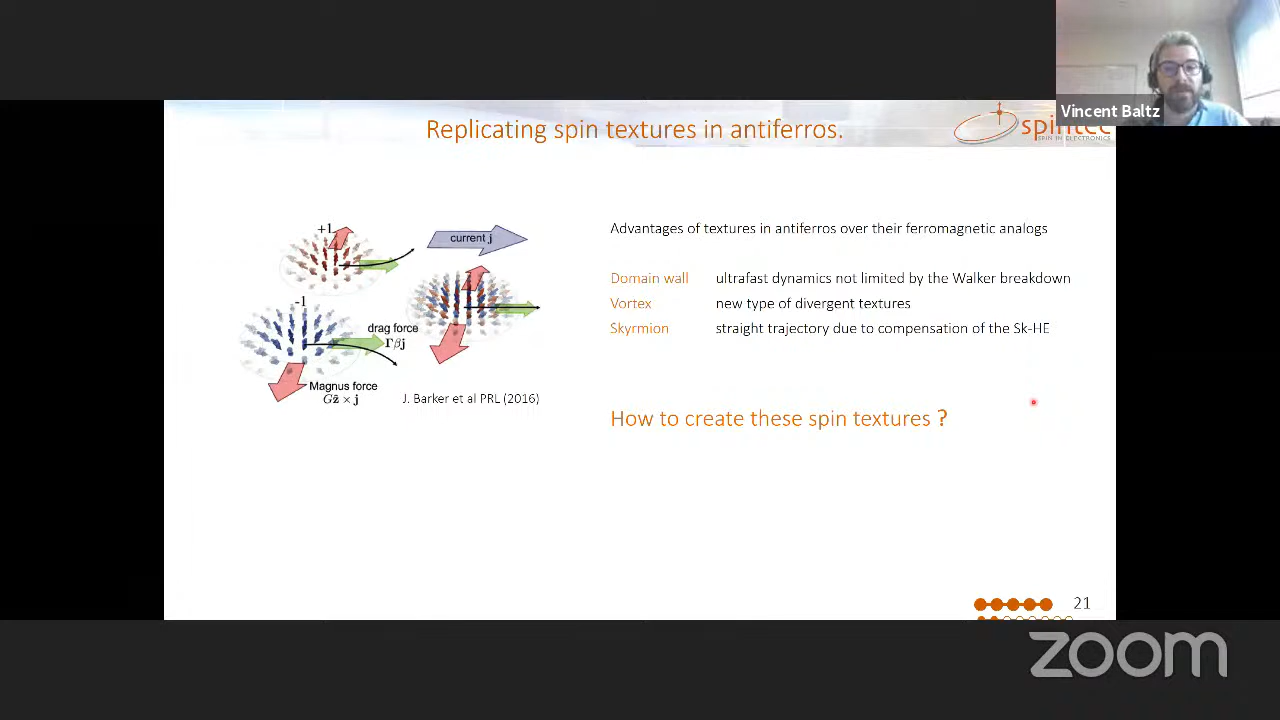 Vincent Baltz
Replicating spin textures in antiferros.
spintec
SPIN IN ELECTRONICS
+1
current j
-1
drag force
Γβj
Magnus force
Gẑ × j
J. Barker et al PRL (2016)
Advantages of textures in antiferros over their ferromagnetic analogs
Domain wall ultrafast dynamics not limited by the Walker breakdown
Vortex new type of divergent textures
Skyrmion straight trajectory due to compensation of the Sk-HE
How to create these spin textures ?
21
zoom